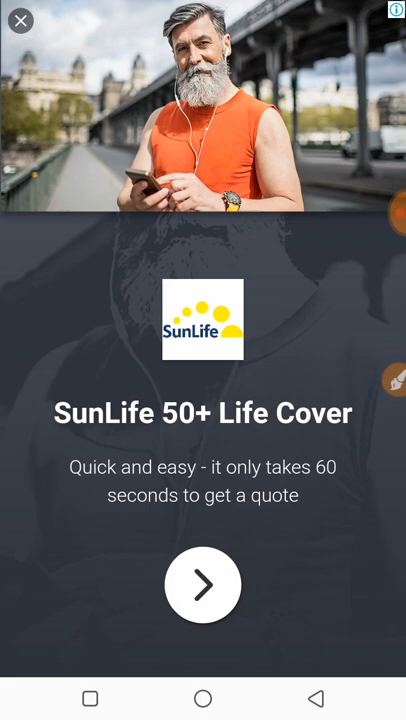 SunLife
SunLife 50+ Life Cover
Quick and easy - it only takes 60
seconds to get a quote